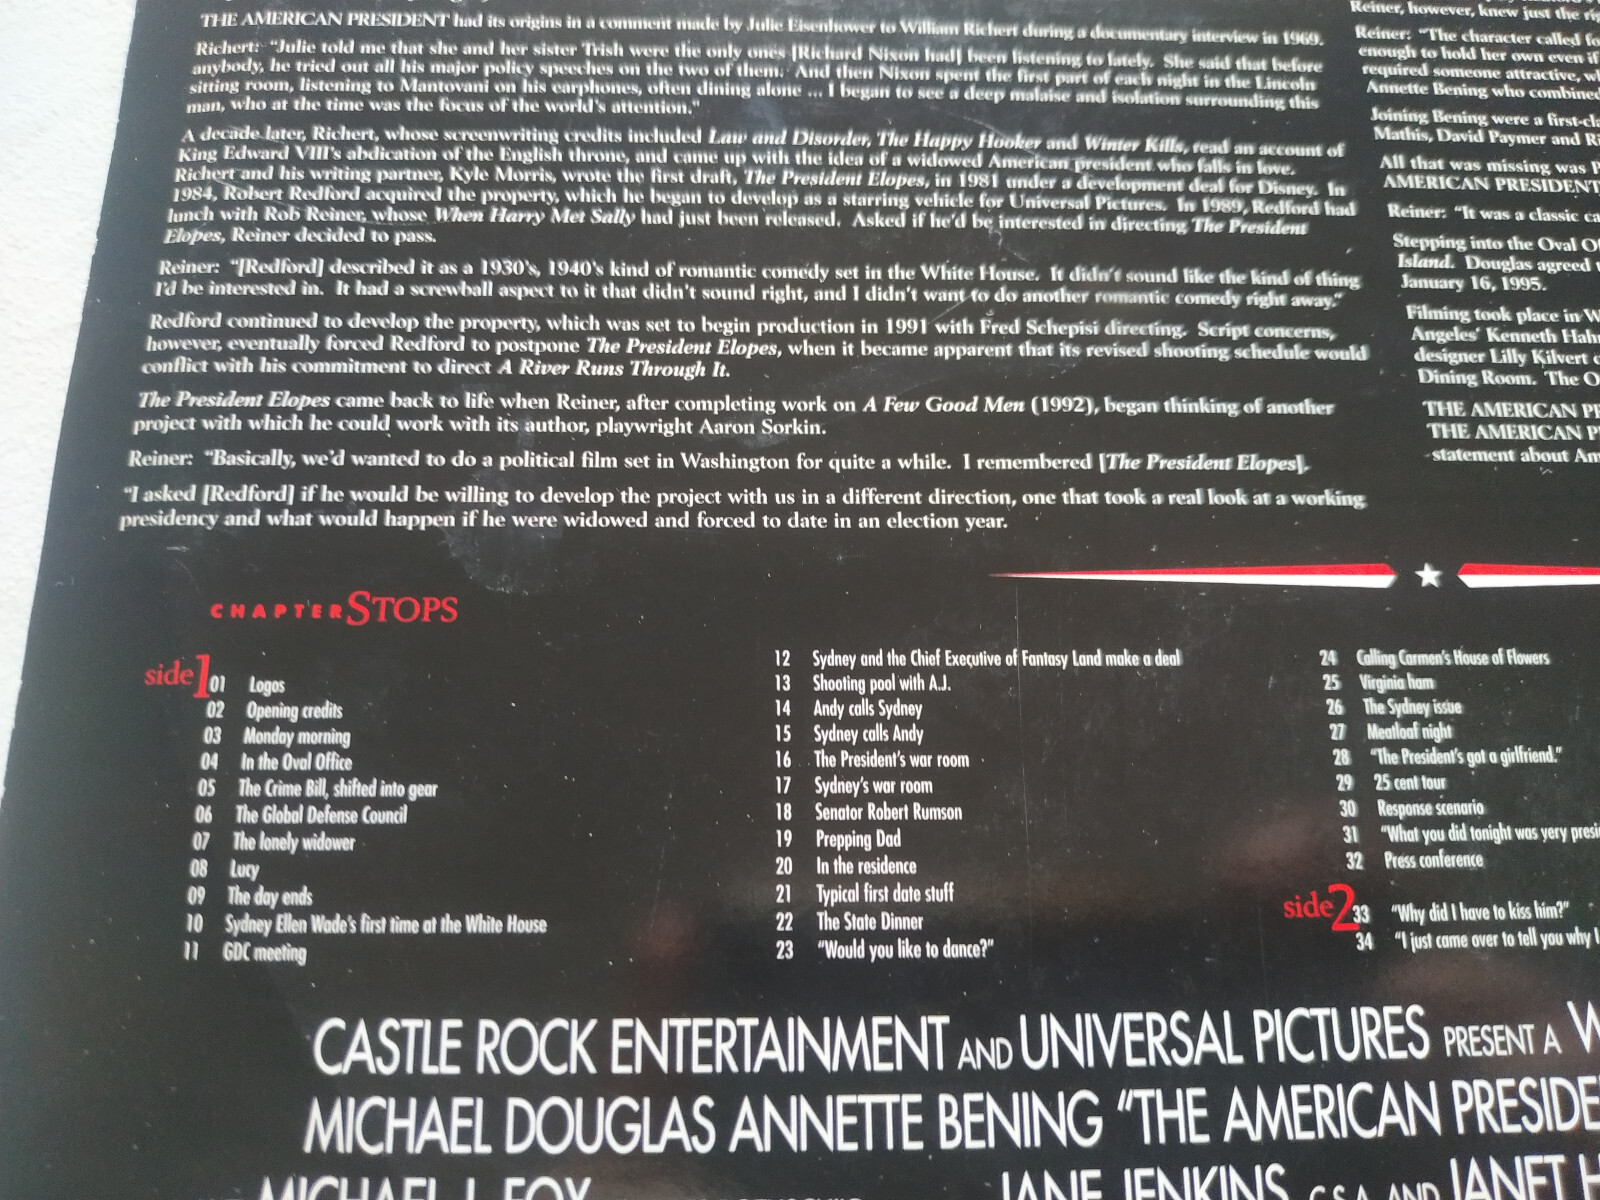 THE AMERICAN PRESIDENT had its origins in a comment made by Julie Eisenhower to William Richert during a documentary interview in 1969.
Richert: "Julie told me that she and her sister Trish were the only ones [Richard Nixon had] been listening to lately. She said that before
anybody, he tried out all his major policy speeches on the two of them. And then Nixon spent the first part of each night in the Lincoln
sitting room, listening to Mantovani on his earphones, often dining alone ... I began to see a deep malaise and isolation surrounding this
man, who at the time was the focus of the world's attention."
A decade later, Richert, whose screenwriting credits included Law and Disorder, The Happy Hooker and Winter Kills, read an account of
King Edward VIII's abdication of the English throne, and came up with the idea of a widowed American president who falls in love.
Richert and his writing partner, Kyle Morris, wrote the first draft, The President Elopes, in 1981 under a development deal for Disney. In
1984, Robert Redford acquired the property, which he began to develop as a starring vehicle for Universal Pictures. In 1989, Redford had
lunch with Rob Reiner, whose When Harry Met Sally had just been released. Asked if he'd be interested in directing The President
Elopes, Reiner decided to pass.
Reiner: "[Redford] described it as a 1930's, 1940's kind of romantic comedy set in the White House. It didn't sound like the kind of thing
I'd be interested in. It had a screwball aspect to it that didn't sound right, and I didn't want to do another romantic comedy right away."
Redford continued to develop the property, which was set to begin production in 1991 with Fred Schepisi directing. Script concerns,
however, eventually forced Redford to postpone The President Elopes, when it became apparent that its revised shooting schedule would
conflict with his commitment to direct A River Runs Through It.
The President Elopes came back to life when Reiner, after completing work on A Few Good Men (1992), began thinking of another
project with which he could work with its author, playwright Aaron Sorkin.
Reiner: "Basically, we'd wanted to do a political film set in Washington for quite a while. I remembered [The President Elopes].
"I asked [Redford] if he would be willing to develop the project with us in a different direction, one that took a real look at a working
presidency and what would happen if he were widowed and forced to date in an election year.
Reiner, however, knew just the
Reiner: "The character called
enough to hold her own even if
required someone attractive,
Annette Bening who combined
Joining Bening were a
Mathis, David Paymer and
All that was missing was
AMERICAN PRESIDENT
Reiner: "It was a classic
Stepping into the Oval
Island. Douglas agreed
January 16, 1995.
Filming took place in
Angeles' Kenneth
designer Lilly Kilvert
Dining Room. The
THE AMERICAN
THE AMERICAN
statement about
CHAPTER STOPS
side 1
01 Logos
02 Opening credits
03 Monday morning
04 In the Oval Office
05 The Crime Bill, shifted into gear
06 The Global Defense Council
07 The lonely widower
08 Lucy
09 The day ends
10 Sydney Ellen Wade's first time at the White House
11 GDC meeting
12 Sydney and the Chief Executive of Fantasy Land make a deal
13 Shooting pool with A.J.
14 Andy calls Sydney
15 Sydney calls Andy
16 The President's war room
17 Sydney's war room
18 Senator Robert Rumson
19 Prepping Dad
20 In the residence
21 Typical first date stuff
22 The State Dinner
23 "Would you like to dance?"
24 Calling Carmen's House of Flowers
25 Virginia ham
26 The Sydney issue
27 Meatloaf night
28 "The President's got a girlfriend."
29 25 cent tour
30 Response scenario
31 "What you did tonight was very
32 Press conference
side 2
33 "Why did I have to kiss him?"
34 "I just came over to tell you why I
CASTLE ROCK ENTERTAINMENT AND UNIVERSAL PICTURES PRESENT A
MICHAEL DOUGLAS ANNETTE BENING "THE AMERICAN
MICHAEL J. FOX JANE JENKINS, C.S.A. AND JANET